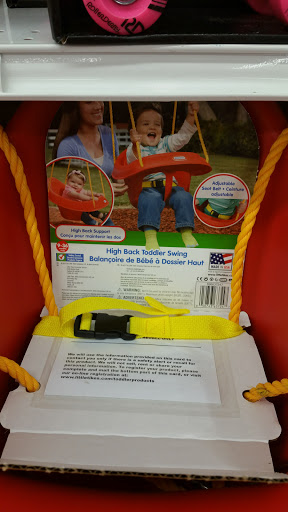 High Back Support
Conçu pour maintenir les dos
Adjustable
Seat Belt • Ceinture
ajustable
9-36
High Back Toddler Swing
Balançoire de Bébé à Dossier Haut
MADE IN
USA
WARNING
We will use the information provided on this card to
contact you only if there is a safety alert or recall for
this product. We will not sell, rent or share your
personal information. To register your product, please
complete and mail the bottom part of this card, or visit
our on-line registration at:
www.littletikes.com/toddlerproducts